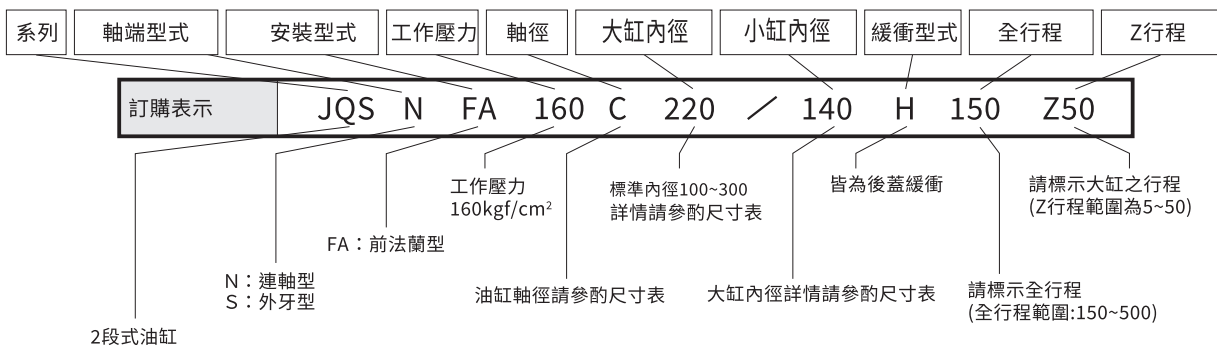 系列 軸端型式 安裝型式 工作壓力 軸徑 大缸內徑 小缸內徑 緩衝型式 全行程 Z行程
訂購表示 JQS N FA 160 C 220 / 140 H 150 Z50
工作壓力
160kgf/cm²
標準內徑100~300
詳情請參酌尺寸表
皆為後蓋緩衝
請標示大缸之行程
(Z行程範圍為5~50)
FA：前法蘭型
N：連軸型
S：外牙型
油缸軸徑請參酌尺寸表
大缸內徑詳情請參酌尺寸表
請標示全行程
(全行程範圍:150~500)
2段式油缸